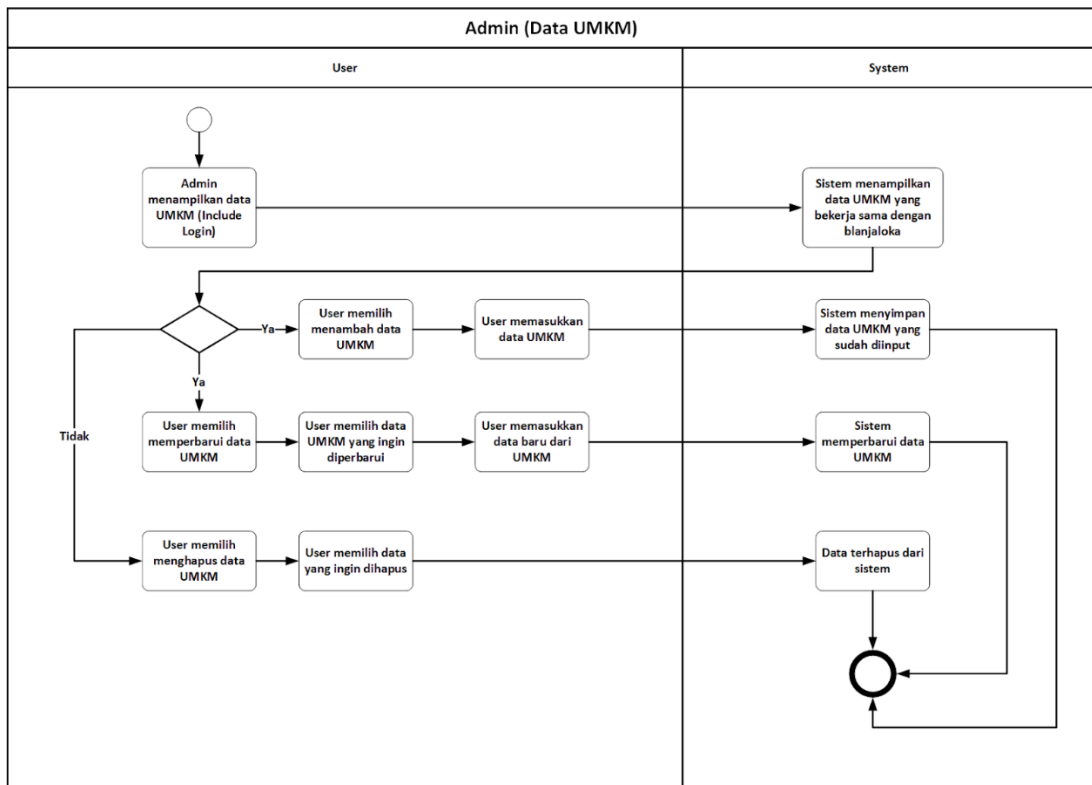 Admin (Data UMKM)
User
System
Admin
menampilkan data
UMKM (Include
Login)
Sistem menampilkan
data UMKM yang
bekerja sama dengan
blanjaloka
Ya
User memilih
menambah data
UMKM
User memasukkan
data UMKM
Sistem menyimpan
data UMKM yang
sudah diinput
Ya
Tidak
User memilih
memperbarui data
UMKM
User memilih data
UMKM yang ingin
diperbarui
User memasukkan
data baru dari
UMKM
Sistem
memperbarui data
UMKM
User memilih
menghapus data
UMKM
User memilih data
yang ingin dihapus
Data terhapus dari
sistem